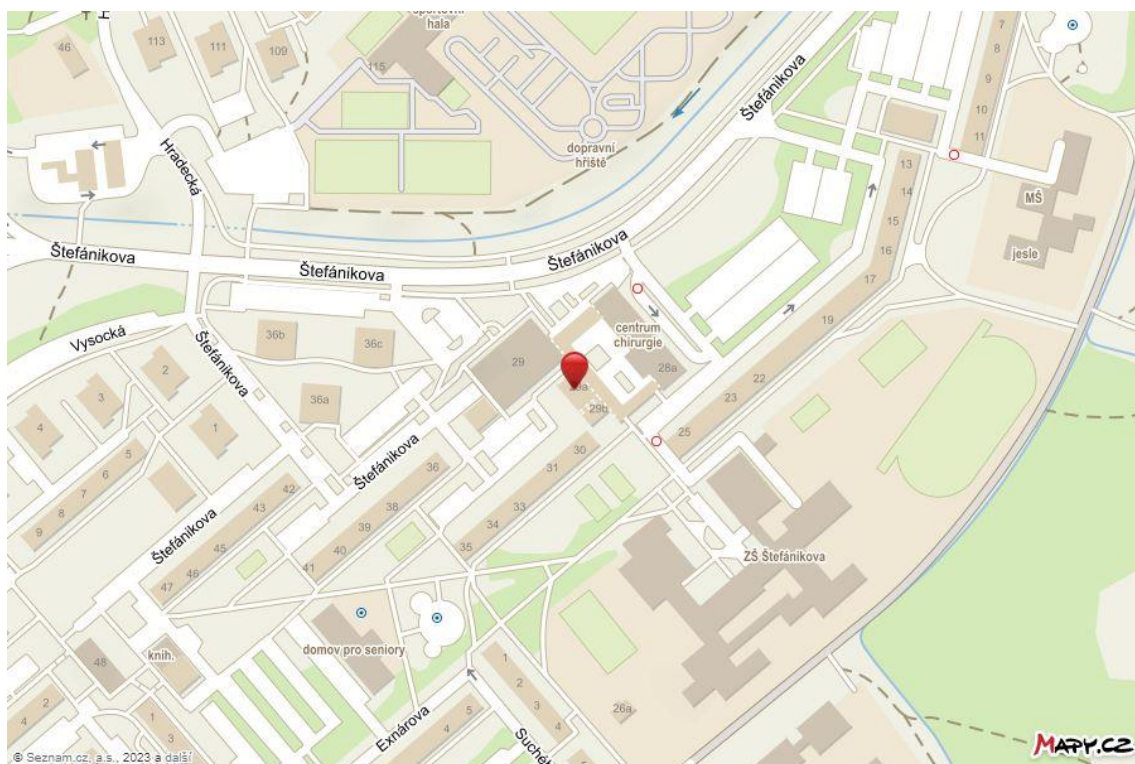 sportovní
hala
46
113
111
109
115
7
8
9
10
11
Štefánikova
Hradecká
dopravní
hřiště
13
14
15
16
17
MŠ
jesle
Štefánikova
Štefánikova
Štefánikova
Vysocká
36b
36c
Štefánikova
29
centrum
chirurgie
28a
19
22
23
25
29b
2
3
4
1
36a
30
31
33
34
35
Štefánikova
36
38
39
40
41
5
6
7
8
9
42
43
45
46
47
Štefánikova
ZŠ Štefánikova
domov pro seniory
knih.
48
1
2
3
4
26a
2
4
1
3
5
4
Exnárova
© Seznam.cz, a.s., 2023 a další
MAPY.CZ